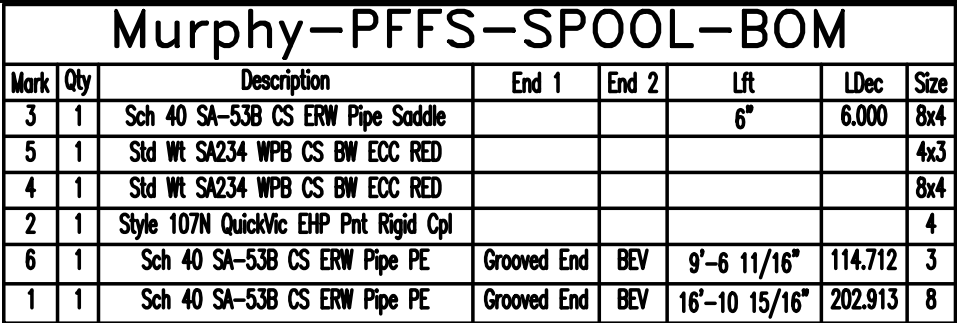 Murphy-PFFS-SPOOL-BOM
Mark Qty Description End 1 End 2 Lft LDec Size
3 1 Sch 40 SA-53B CS ERW Pipe Saddle 6" 6.000 8x4
5 1 Std Wt SA234 WPB CS BW ECC RED 4x3
4 1 Std Wt SA234 WPB CS BW ECC RED 8x4
2 1 Style 107N QuickVic EHP Pnt Rigid Cpl 4
6 1 Sch 40 SA-53B CS ERW Pipe PE Grooved End BEV 9'-6 11/16" 114.712 3
1 1 Sch 40 SA-53B CS ERW Pipe PE Grooved End BEV 16'-10 15/16" 202.913 8